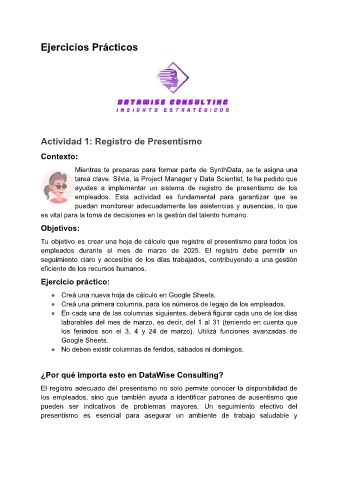 Ejercicios Prácticos
DATAWISE CONSULTING
INSIGHTS ESTRATÉGICOS
Actividad 1: Registro de Presentismo
Contexto:
Mientras te preparas para formar parte de SynthData, se te asigna una
tarea clave. Silvia, la Project Manager y Data Scientist, te ha pedido que
ayudes a implementar un sistema de registro de presentismo de los
empleados. Esta actividad es fundamental para garantizar que se
puedan monitorear adecuadamente las asistencias y ausencias, lo que
es vital para la toma de decisiones en la gestión del talento humano.
Objetivos:
Tu objetivo es crear una hoja de cálculo que registre el presentismo para todos los
empleados durante el mes de marzo de 2025. El registro debe permitir un
seguimiento claro y accesible de los días trabajados, contribuyendo a una gestión
eficiente de los recursos humanos.
Ejercicio práctico:
● Creá una nueva hoja de cálculo en Google Sheets.
● Creá una primera columna, para los números de legajo de los empleados.
● En cada una de las columnas siguientes, deberá figurar cada uno de los días
laborables del mes de marzo, es decir, del 1 al 31 (teniendo en cuenta que
los feriados son el 3, 4 y 24 de marzo). Utilizá funciones avanzadas de
Google Sheets.
● No deben existir columnas de feridos, sábados ni domingos.
¿Por qué importa esto en DataWise Consulting?
El registro adecuado del presentismo no solo permite conocer la disponibilidad de
los empleados, sino que también ayuda a identificar patrones de ausentismo que
pueden ser indicativos de problemas mayores. Un seguimiento efectivo del
presentismo es esencial para asegurar un ambiente de trabajo saludable y